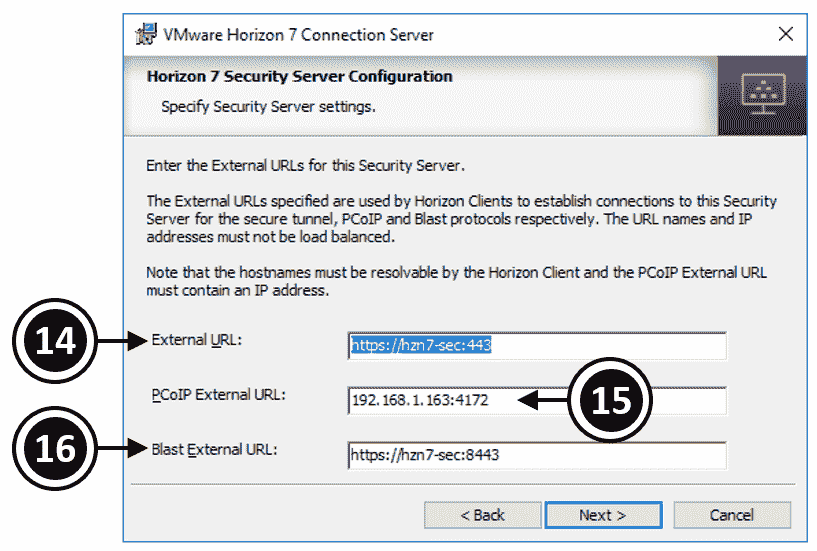 VMware Horizon 7 Connection Server
Horizon 7 Security Server Configuration
Specify Security Server settings.
Enter the External URLs for this Security Server.
The External URLs specified are used by Horizon Clients to establish connections to this Security
Server for the secure tunnel, PCoIP and Blast protocols respectively. The URL names and IP
addresses must not be load balanced.
Note that the hostnames must be resolvable by the Horizon Client and the PCoIP External URL
must contain an IP address.
14 External URL: https://hzn7-sec:443
PCoIP External URL: 192.168.1.163:4172 15
16 Blast External URL: https://hzn7-sec:8443
< Back Next > Cancel